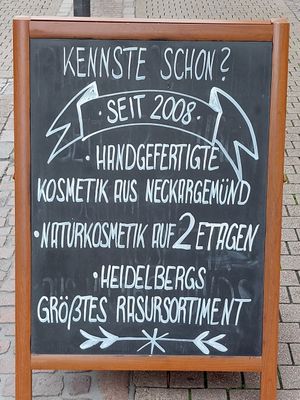 KENNSTE SCHON?
· SEIT 2008 ·
· HANDGEFERTIGTE
KOSMETIK AUS NECKARGEMÜND
· NATURKOSMETIK AUF 2 ETAGEN
· HEIDELBERGS
GRÖßTES RASURSORTIMENT